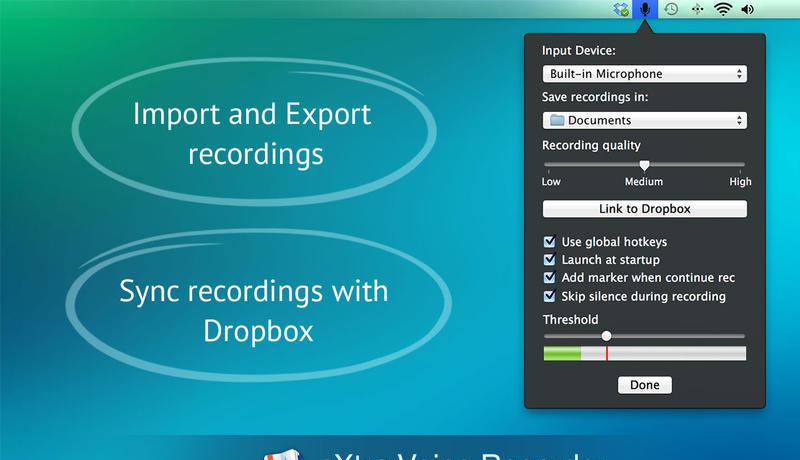 Import and Export
recordings
Sync recordings with
Dropbox
Input Device:
Built-in Microphone
Save recordings in:
Documents
Recording quality
Low Medium High
Link to Dropbox
Use global hotkeys
Launch at startup
Add marker when continue rec
Skip silence during recording
Threshold
Done